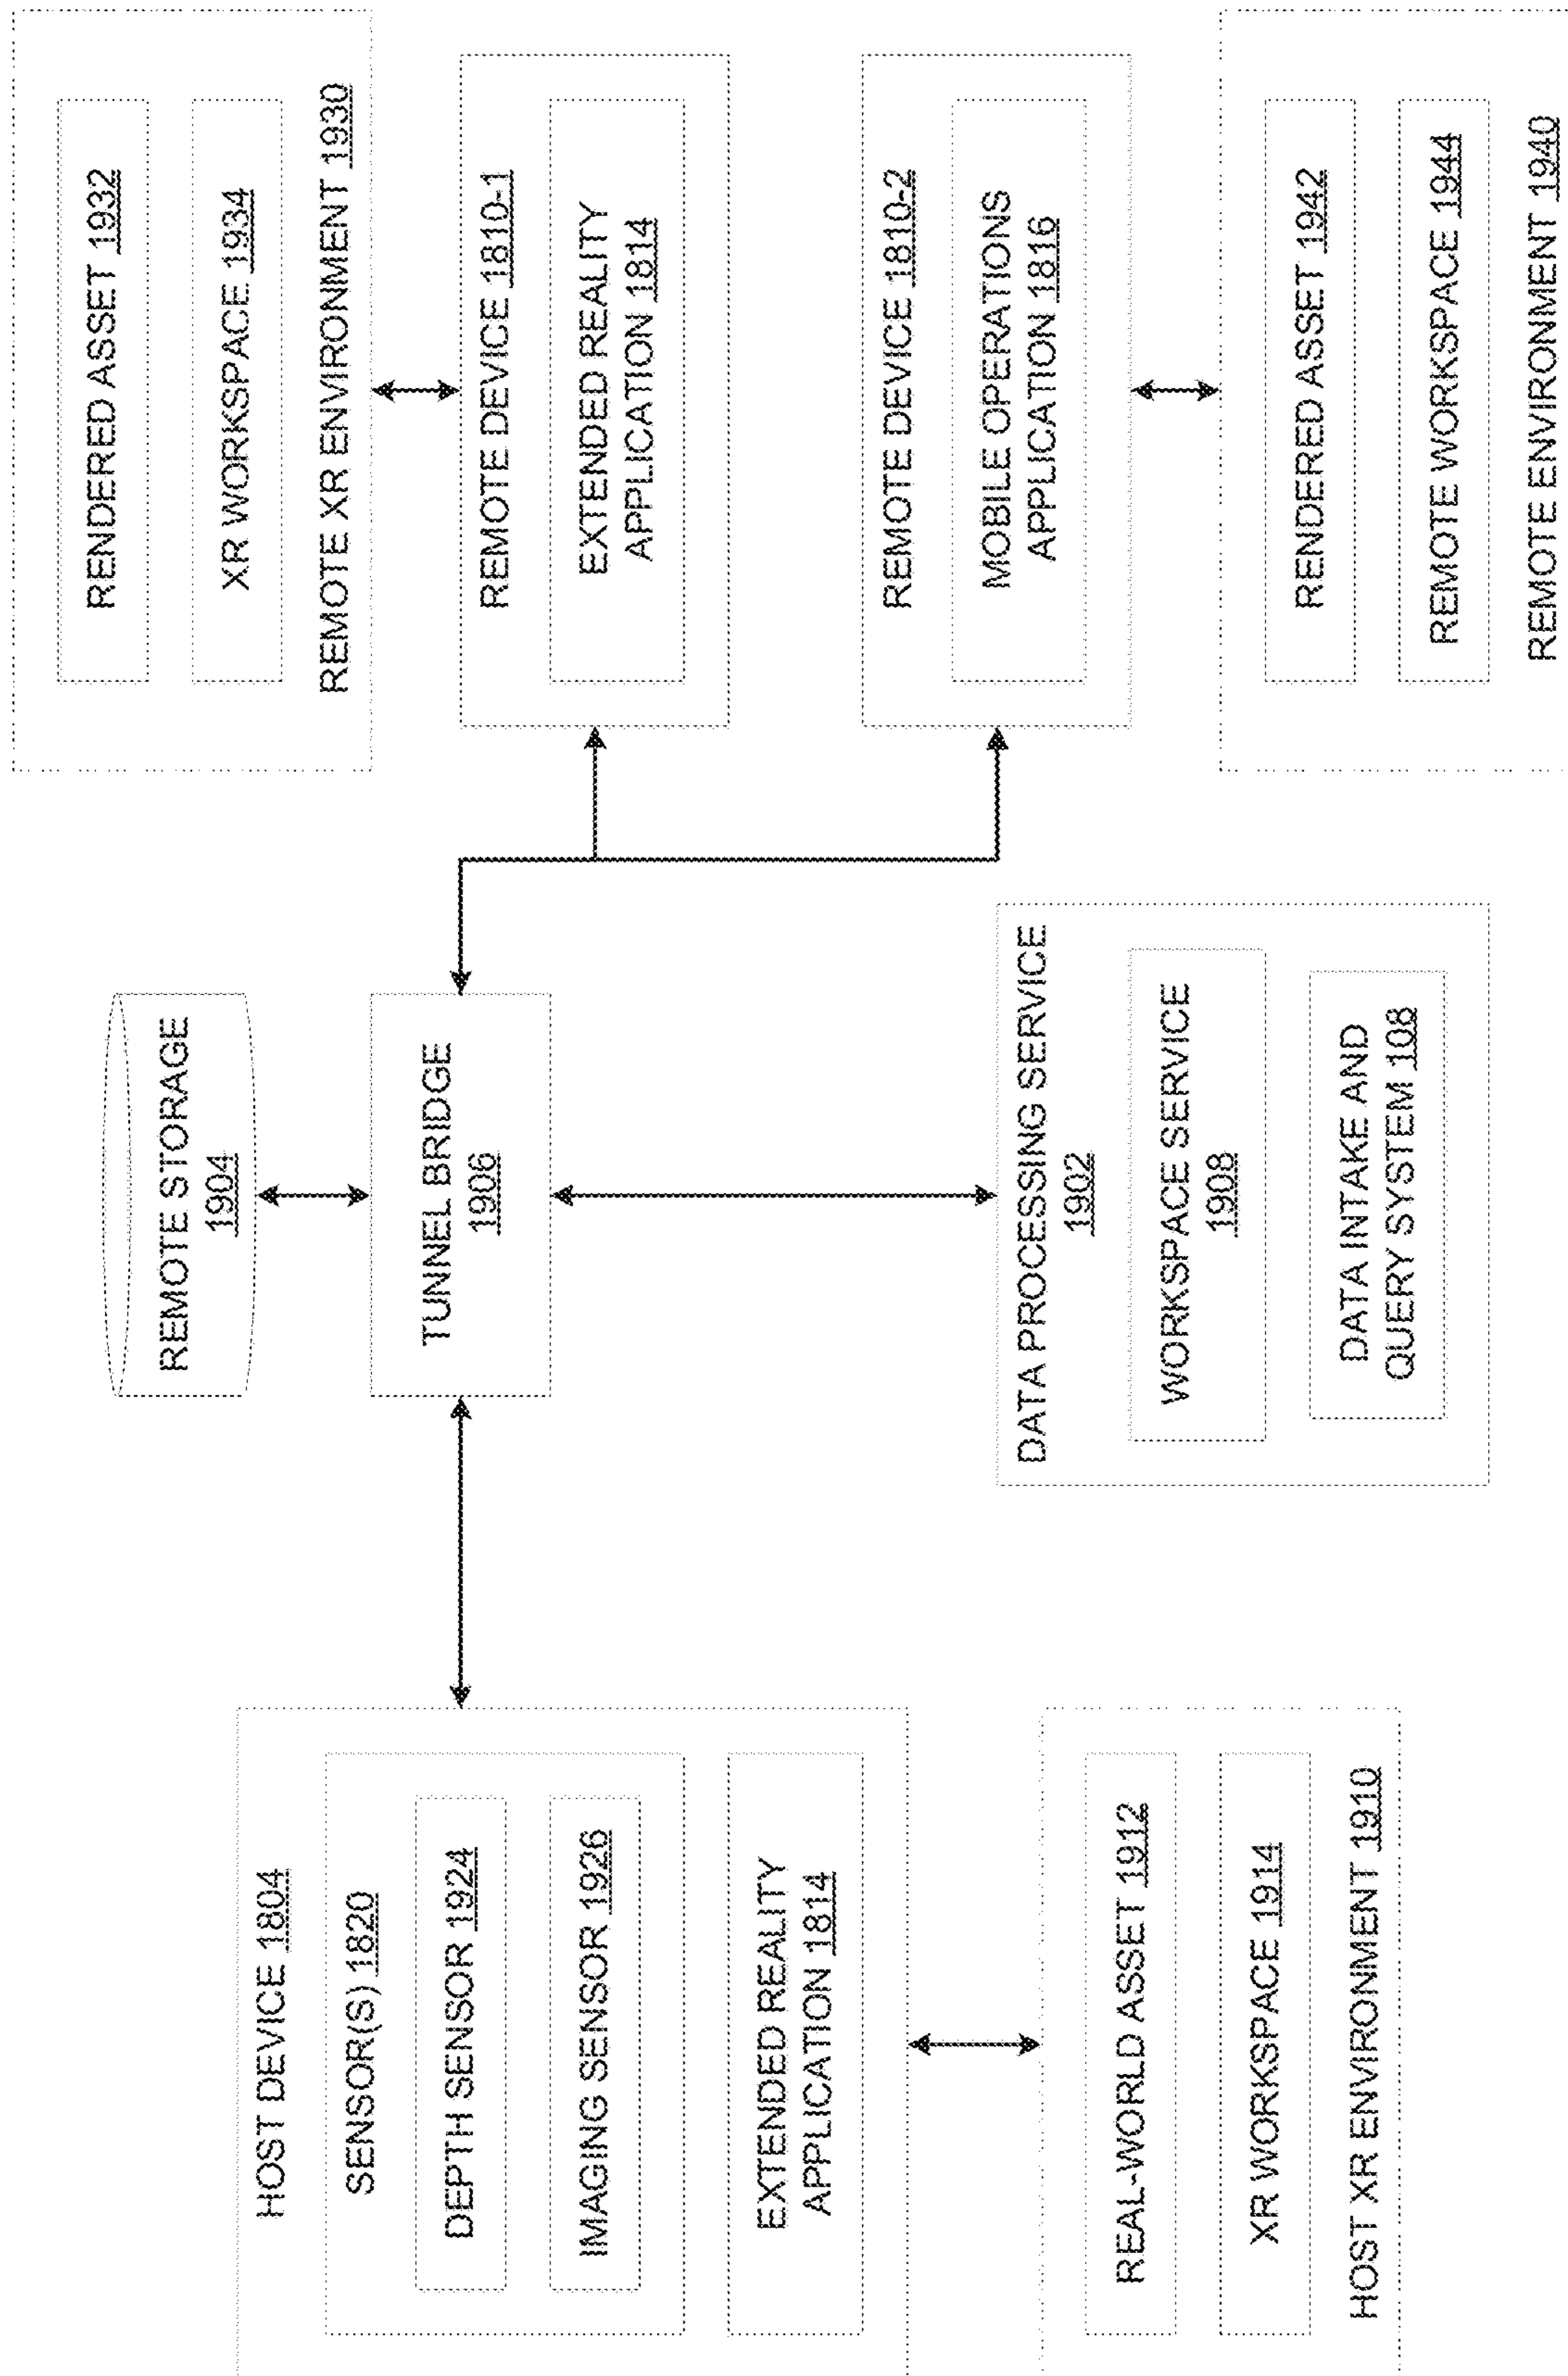 HOST DEVICE 1804
SENSOR(S) 1820
DEPTH SENSOR 1924
IMAGING SENSOR 1926
EXTENDED REALITY
APPLICATION 1814
REAL-WORLD ASSET 1912
XR WORKSPACE 1914
HOST XR ENVIRONMENT 1910
REMOTE STORAGE
1904
TUNNEL BRIDGE
1906
DATA PROCESSING SERVICE
1902
WORKSPACE SERVICE
1908
DATA INTAKE AND
QUERY SYSTEM 108
RENDERED ASSET 1932
XR WORKSPACE 1934
REMOTE XR ENVIRONMENT 1930
REMOTE DEVICE 1810-1
EXTENDED REALITY
APPLICATION 1814
REMOTE DEVICE 1810-2
MOBILE OPERATIONS
APPLICATION 1816
RENDERED ASSET 1942
REMOTE WORKSPACE 1944
REMOTE ENVIRONMENT 1940